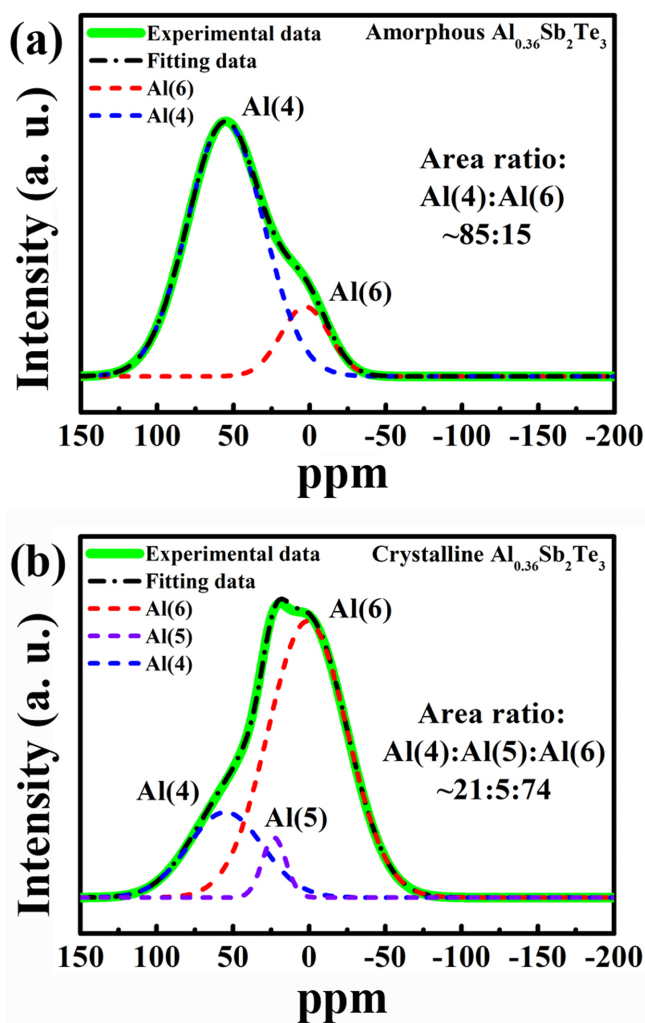 (a)
Experimental data
Fitting data
Al(6)
Al(4)
Amorphous Al0.36Sb2Te3
Al(4)
Area ratio:
Al(4):Al(6)
~85:15
Al(6)
Intensity (a. u.)
150 100 50 0 -50 -100 -150 -200
ppm
(b)
Experimental data
Fitting data
Al(6)
Al(5)
Al(4)
Crystalline Al0.36Sb2Te3
Al(6)
Area ratio:
Al(4):Al(5):Al(6)
~21:5:74
Al(4)
Al(5)
Intensity (a. u.)
150 100 50 0 -50 -100 -150 -200
ppm